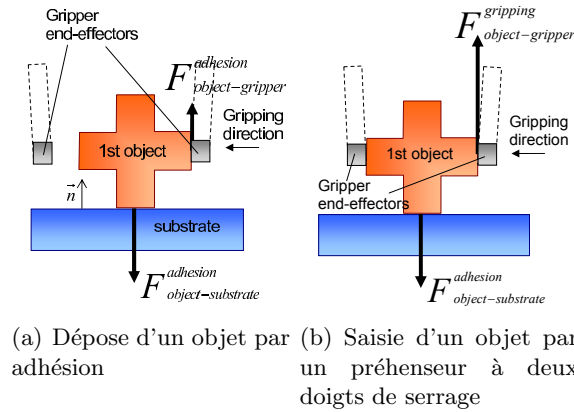 Gripper
end-effectors
F adhesion object-gripper
Gripping
direction
1st object
n
substrate
F adhesion object-substrate
(a) Dépose d'un objet par
adhésion
F gripping object-gripper
Gripping
direction
1st object
Gripper
end-effectors
F adhesion object-substrate
(b) Saisie d'un objet par
un préhenseur à deux
doigts de serrage